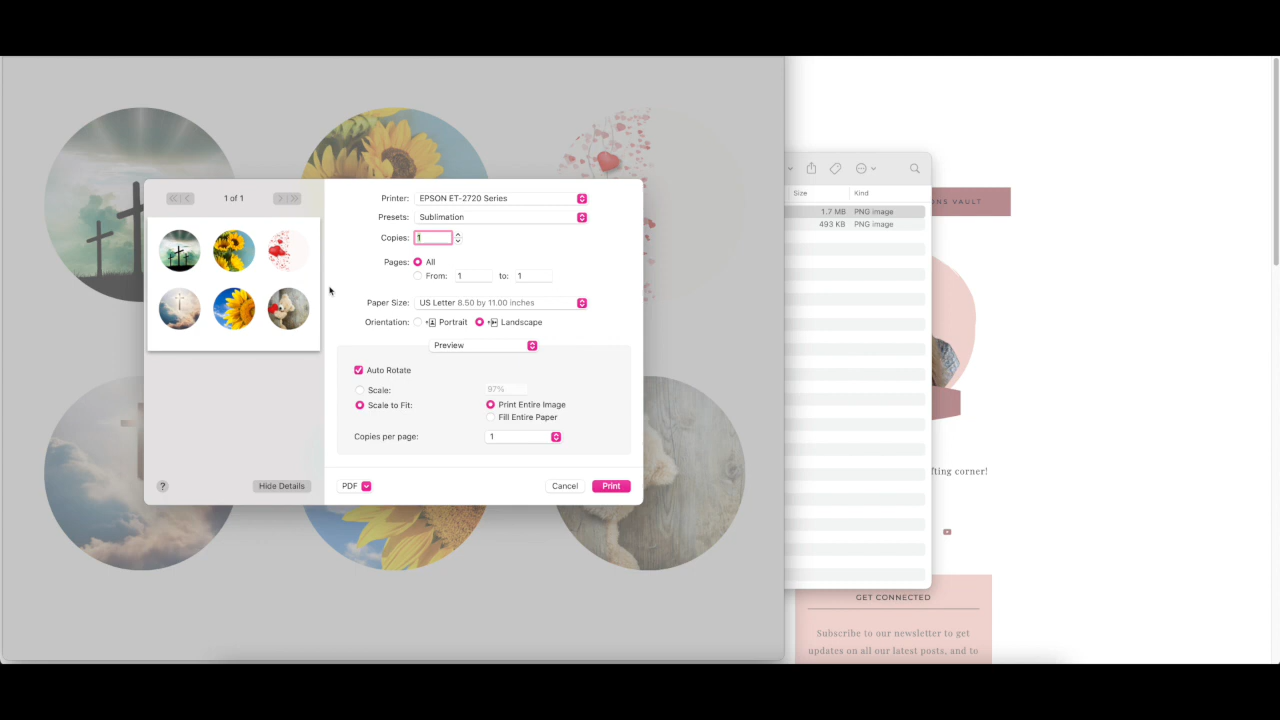 1 of 1
Printer: EPSON ET-2720 Series
Presets: Sublimation
Copies: 1
Pages: All
From: 1 to: 1
Paper Size: US Letter 8.50 by 11.00 inches
Orientation: Portrait Landscape
Preview
Auto Rotate
Scale: 97%
Scale to Fit: Print Entire Image
Fill Entire Paper
Copies per page: 1
? Hide Details PDF Cancel Print
Size Kind
1.7 MB PNG image
493 KB PNG image
VAULT
crafting corner!
GET CONNECTED
Subscribe to our newsletter to get
updates on all our latest posts, and to